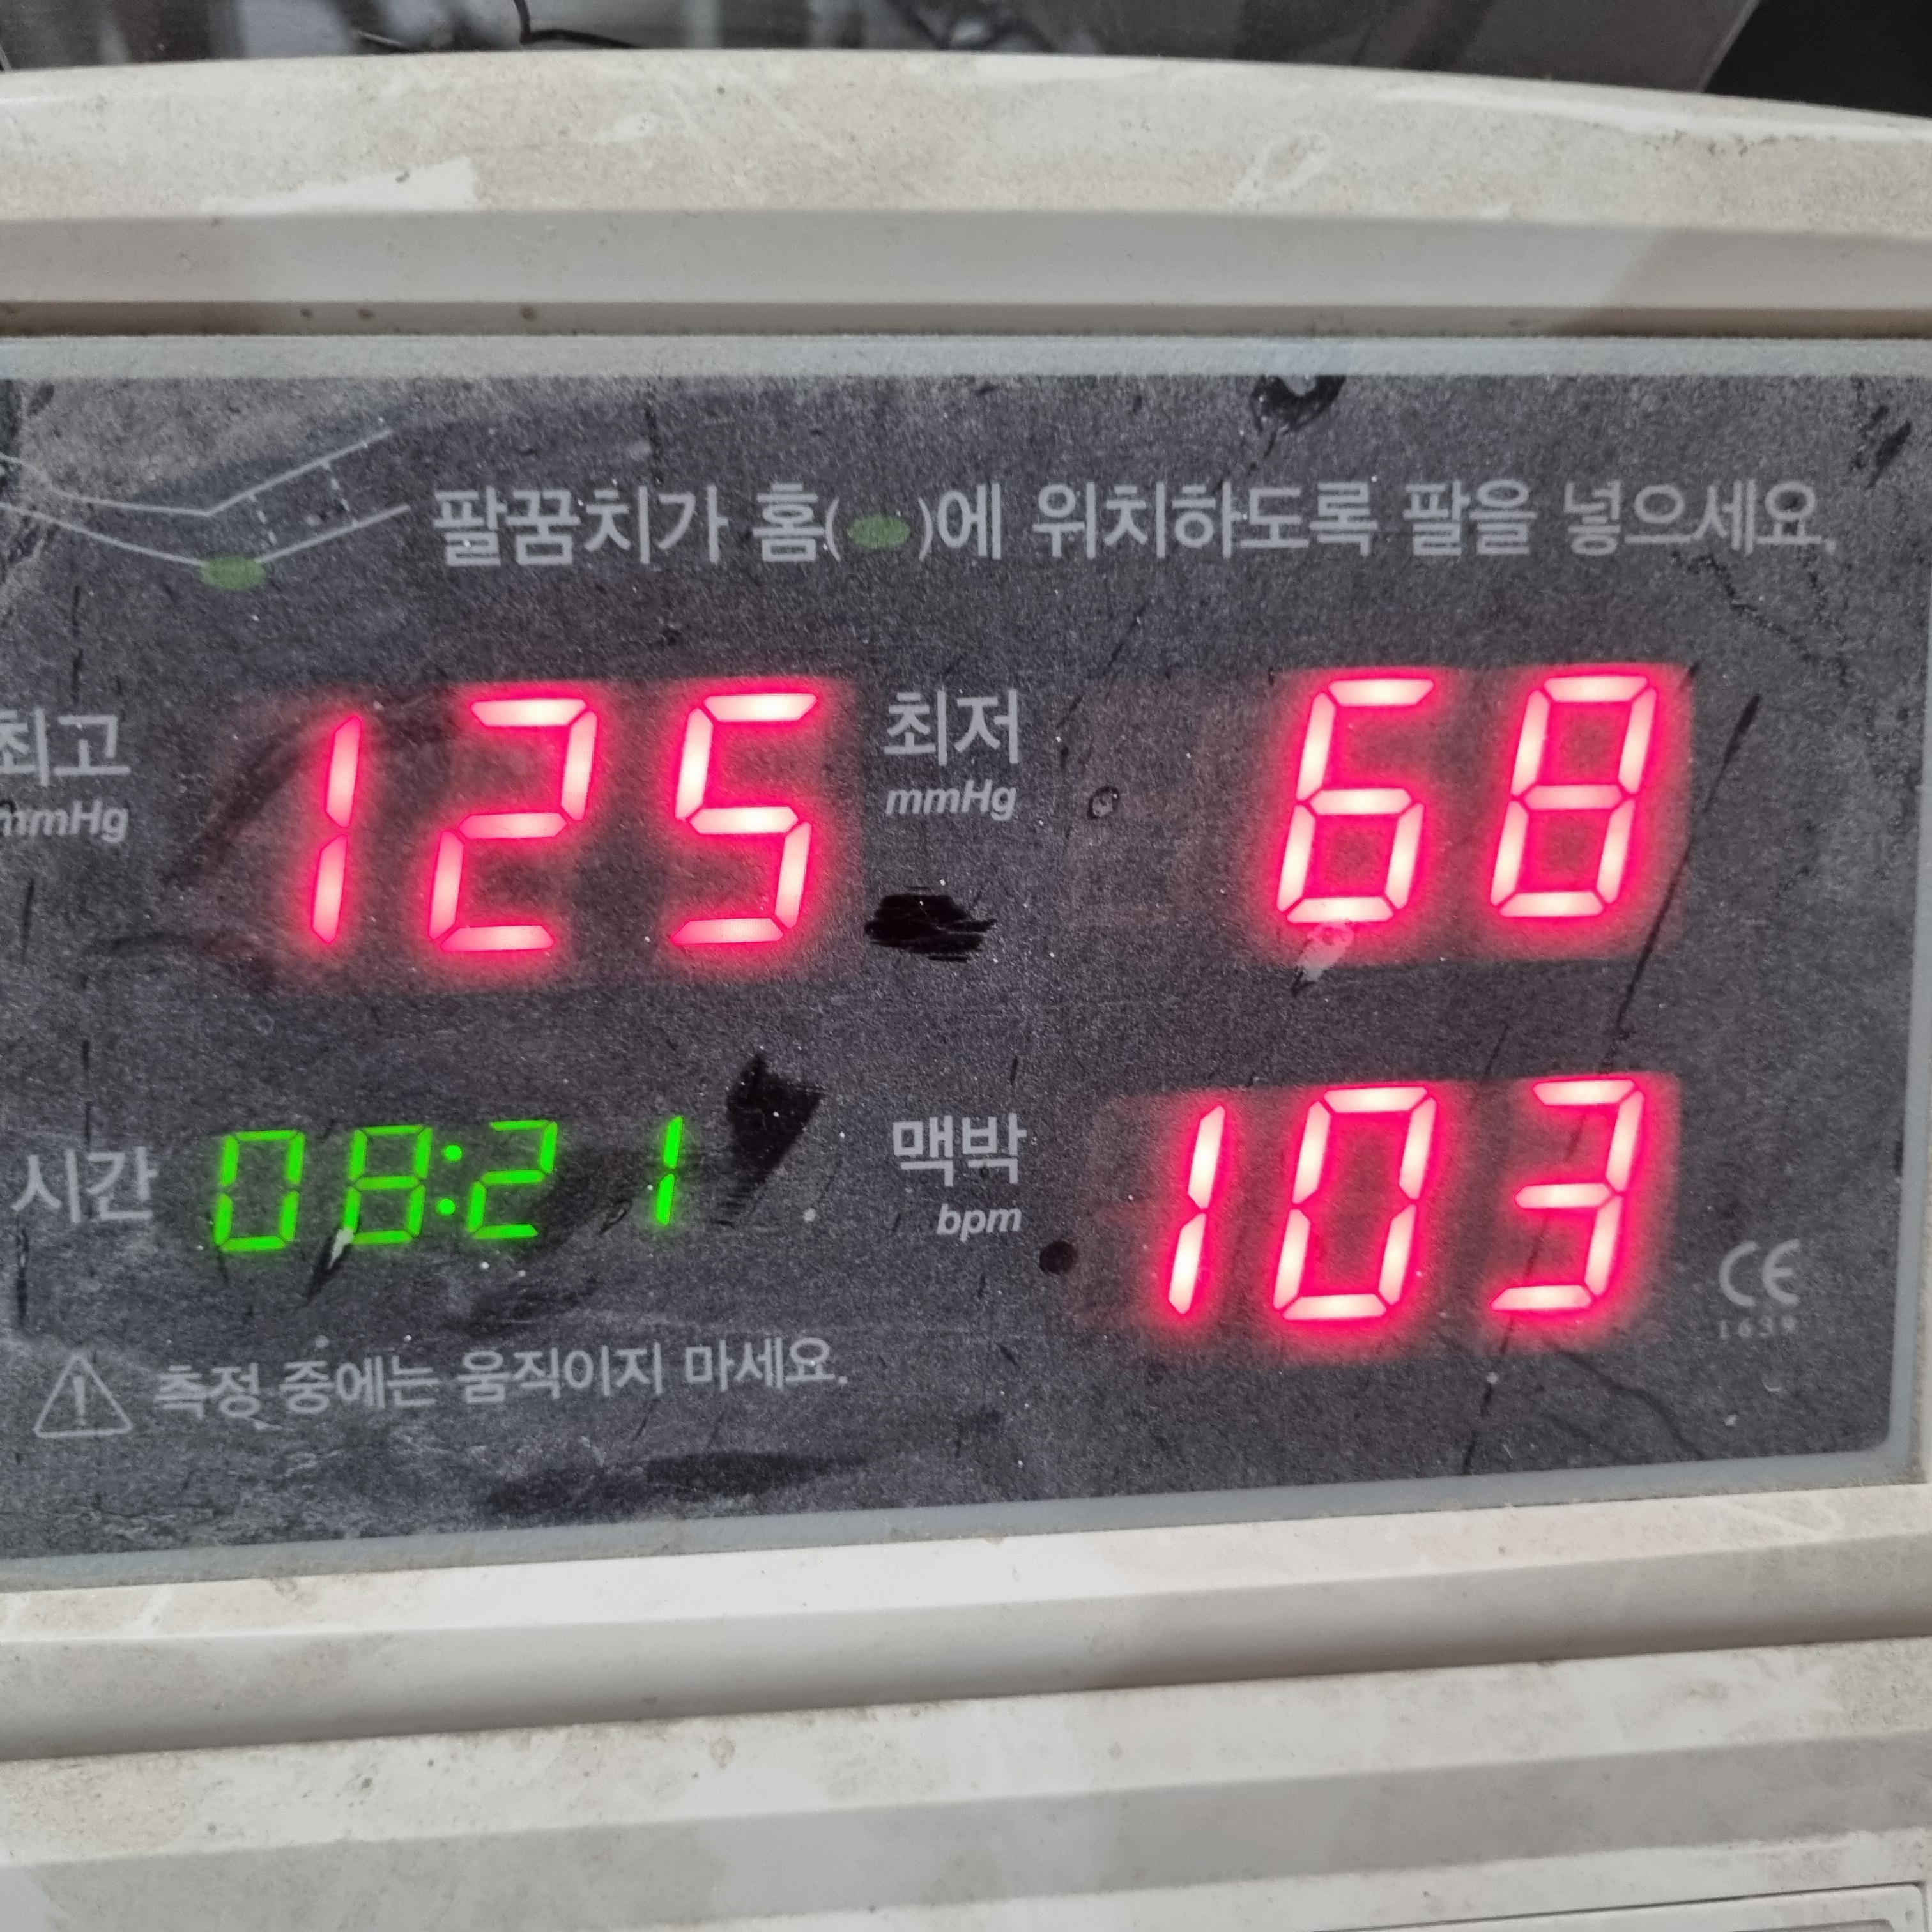 팔꿈치가 홈( )에 위치하도록 팔을 넣으세요.
최고 125 최저 68
mmHg mmHg
시간 08:21 맥박 103
bpm
CE
1639
측정 중에는 움직이지 마세요.